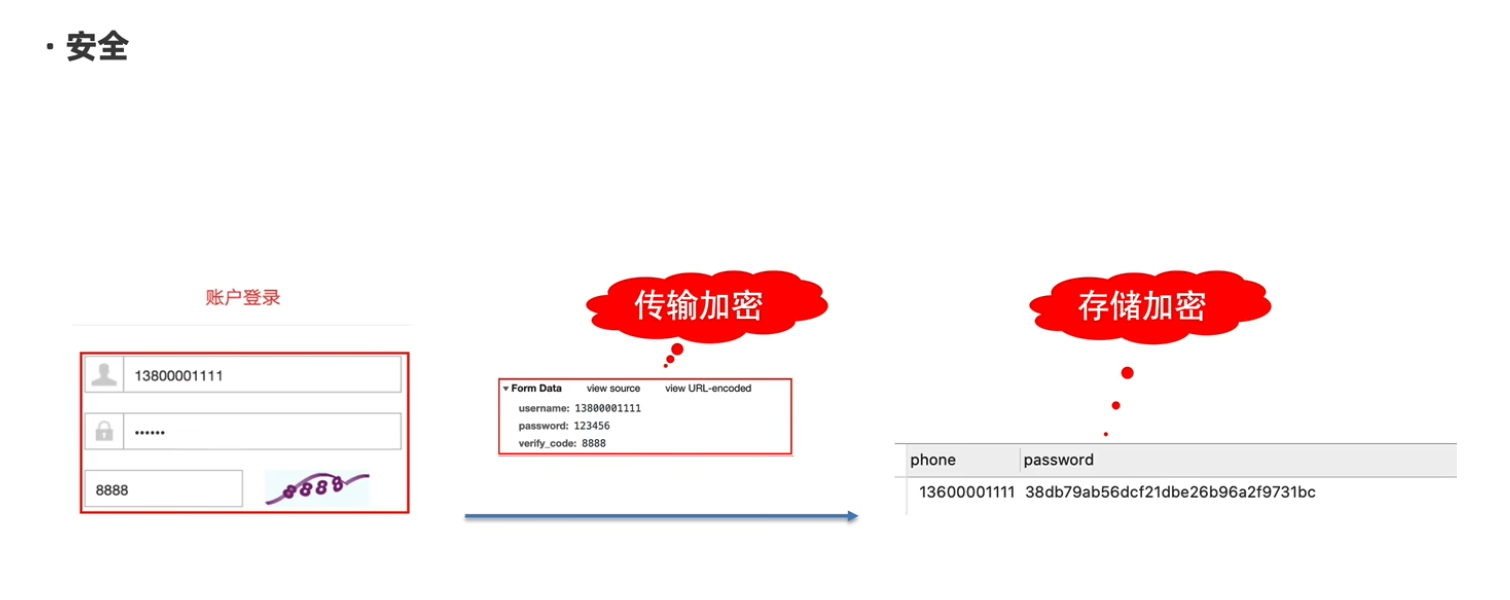 · 安全
账户登录
13800001111
••••••
8888
8888
传输加密
▾ Form Data view source view URL-encoded
username: 13800001111
password: 123456
verify_code: 8888
存储加密
phone password
13600001111 38db79ab56dcf21dbe26b96a2f9731bc